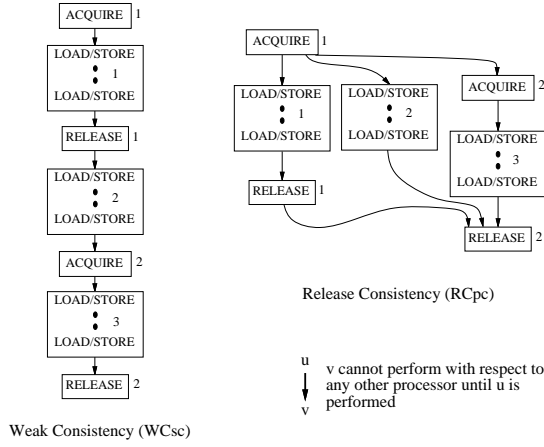 ACQUIRE 1
LOAD/STORE
1
LOAD/STORE
RELEASE 1
LOAD/STORE
2
LOAD/STORE
ACQUIRE 2
LOAD/STORE
3
LOAD/STORE
RELEASE 2
Weak Consistency (WCsc)
ACQUIRE 1
LOAD/STORE
1
LOAD/STORE
RELEASE 1
LOAD/STORE
2
LOAD/STORE
ACQUIRE 2
LOAD/STORE
3
LOAD/STORE
RELEASE 2
Release Consistency (RCpc)
u
v
v cannot perform with respect to
any other processor until u is
performed